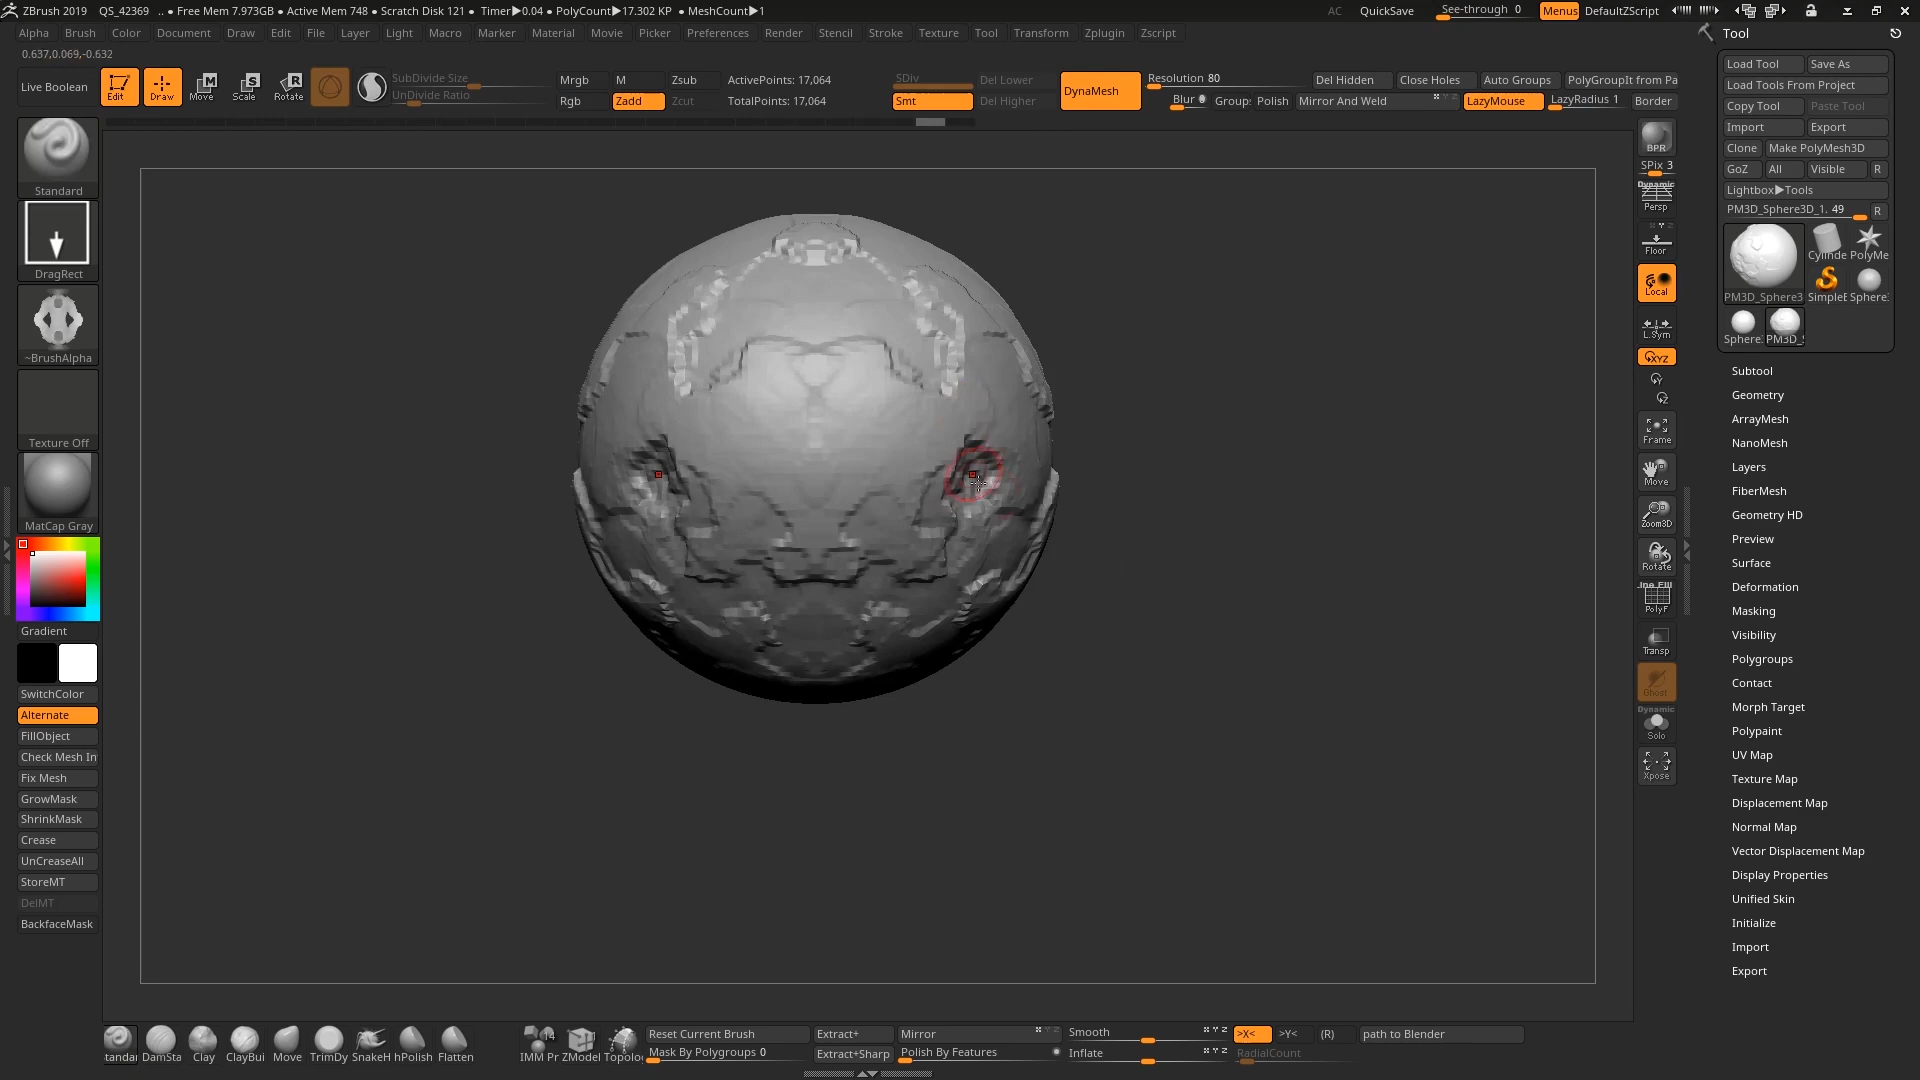 ZBrush 2019 QS_42369 .. • Free Mem 7.973GB • Active Mem 748 • Scratch Disk 121 • Timer▶0.04 • PolyCount▶17.302 KP • MeshCount▶1 AC QuickSave See-through 0 Menus DefaultZScript
Alpha Brush Color Document Draw Edit File Layer Light Macro Marker Material Movie Picker Preferences Render Stencil Stroke Texture Tool Transform Zplugin Zscript Tool
0.637,0.069,-0.632
Live Boolean Edit Draw Move Scale Rotate
SubDivide Size Mrgb M Zsub ActivePoints: 17,064 SDiv Del Lower DynaMesh Resolution 80 Del Hidden Close Holes Auto Groups PolyGroupIt from Pa
UnDivide Ratio Rgb Zadd Zcut TotalPoints: 17,064 Smt Del Higher Blur 0 Group Polish Mirror And Weld LazyMouse LazyRadius 1 Border
Standard
DragRect
~BrushAlpha
Texture Off
MatCap Gray
Gradient
SwitchColor
Alternate
FillObject
Check Mesh In
Fix Mesh
GrowMask
ShrinkMask
Crease
UnCreaseAll
StoreMT
DelMT
BackfaceMask
BPR
SPix 3
Dynamic
Persp
Floor
Local
L.Sym
XYZ
Y
Z
Frame
Move
Zoom3D
Rotate
ine Fill
PolyF
Transp
Ghost
Dynamic
Solo
Xpose
Load Tool Save As
Load Tools From Project
Copy Tool Paste Tool
Import Export
Clone Make PolyMesh3D
GoZ All Visible R
Lightbox▶Tools
PM3D_Sphere3D_1. 49 R
Cylinde PolyMe
PM3D_Sphere3 SimpleE Sphere
Sphere PM3D_S
Subtool
Geometry
ArrayMesh
NanoMesh
Layers
FiberMesh
Geometry HD
Preview
Surface
Deformation
Masking
Visibility
Polygroups
Contact
Morph Target
Polypaint
UV Map
Texture Map
Displacement Map
Normal Map
Vector Displacement Map
Display Properties
Unified Skin
Initialize
Import
Export
tandar DamSta Clay ClayBui Move TrimDy SnakeH hPolish Flatten 14 IMM Pr ZModel Topolo
Reset Current Brush Extract+ Mirror Smooth >X< >Y< (R) path to Blender
Mask By Polygroups 0 Extract+Sharp Polish By Features Inflate RadialCount